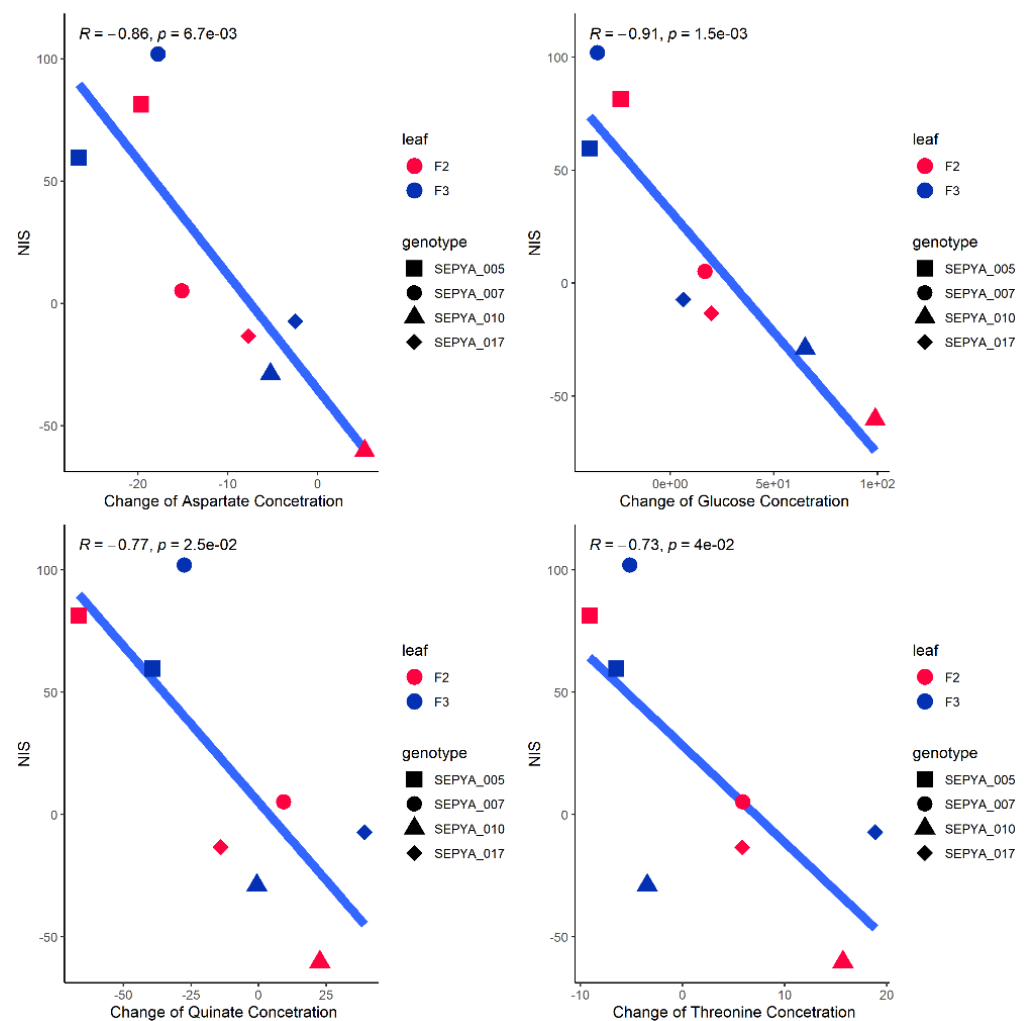 R = −0.86, p = 6.7e-03
100
50
0
-50
NIS
-20 -10 0
Change of Aspartate Concetration
leaf
F2
F3
genotype
SEPYA_005
SEPYA_007
SEPYA_010
SEPYA_017
R = −0.91, p = 1.5e-03
100
50
0
-50
NIS
0e+00 5e+01 1e+02
Change of Glucose Concetration
leaf
F2
F3
genotype
SEPYA_005
SEPYA_007
SEPYA_010
SEPYA_017
R = −0.77, p = 2.5e-02
100
50
0
-50
NIS
-50 -25 0 25
Change of Quinate Concetration
leaf
F2
F3
genotype
SEPYA_005
SEPYA_007
SEPYA_010
SEPYA_017
R = −0.73, p = 4e-02
100
50
0
-50
NIS
-10 0 10 20
Change of Threonine Concetration
leaf
F2
F3
genotype
SEPYA_005
SEPYA_007
SEPYA_010
SEPYA_017